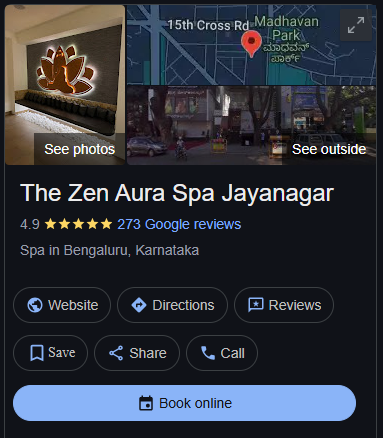 15th Cross Rd
Madhavan
Park
ಮಾಧವನ್
ಪಾರ್ಕ್
See photos
See outside
The Zen Aura Spa Jayanagar
4.9 ★★★★★ 273 Google reviews
Spa in Bengaluru, Karnataka
Website Directions Reviews
Save Share Call
Book online